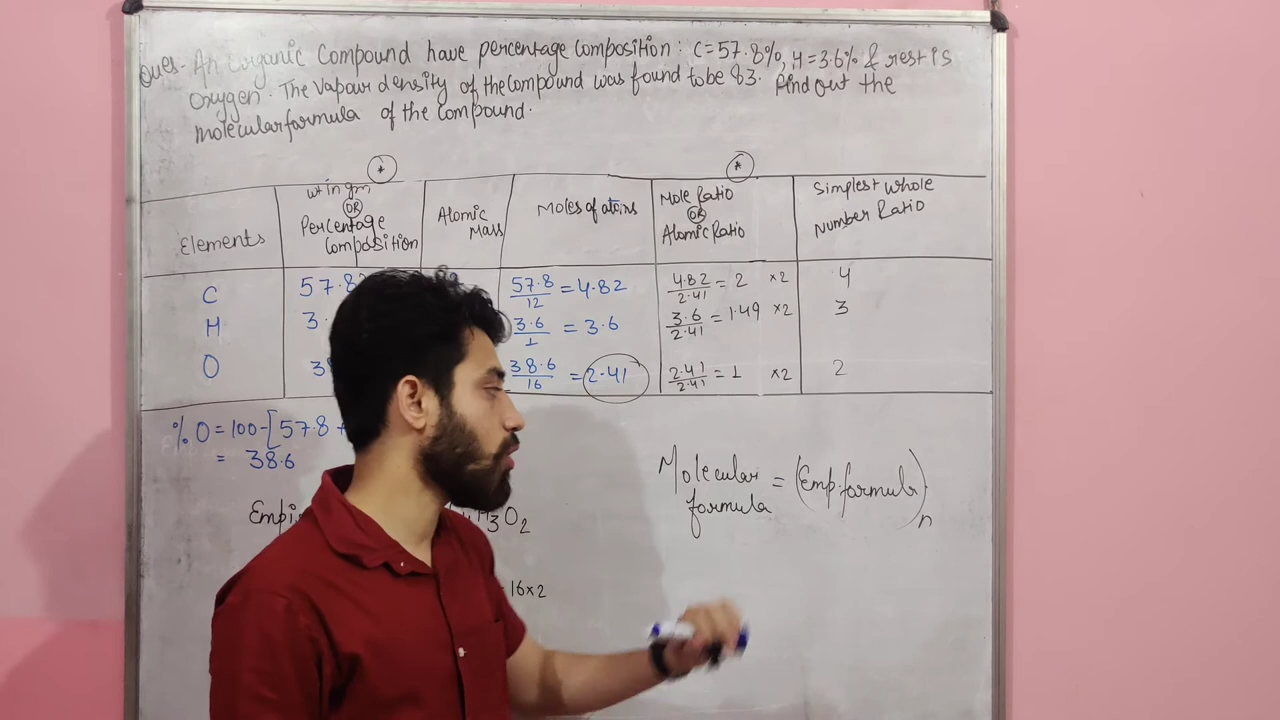 Ques- An organic Compound have percentage composition: C=57.8%, H=3.6% & rest is
Oxygen. The vapour density of the compound was found to be 83. Find out the
molecular formula of the compound.
*
*
Elements
wt in gm
OR
Percentage
Composition
Atomic
Mass
Moles of atoms
Mole Ratio
OR
Atomic Ratio
Simplest whole
Number Ratio
C 57.8 57.8/12 = 4.82 4.82/2.41 = 2 ×2 4
H 3. 3.6/1 = 3.6 3.6/2.41 = 1.49 ×2 3
O 38.6/16 = 2.41 2.41/2.41 = 1 ×2 2
% O = 100-[57.8 +
= 38.6
H3O2
16×2
Molecular formula = (Emp. formula)n